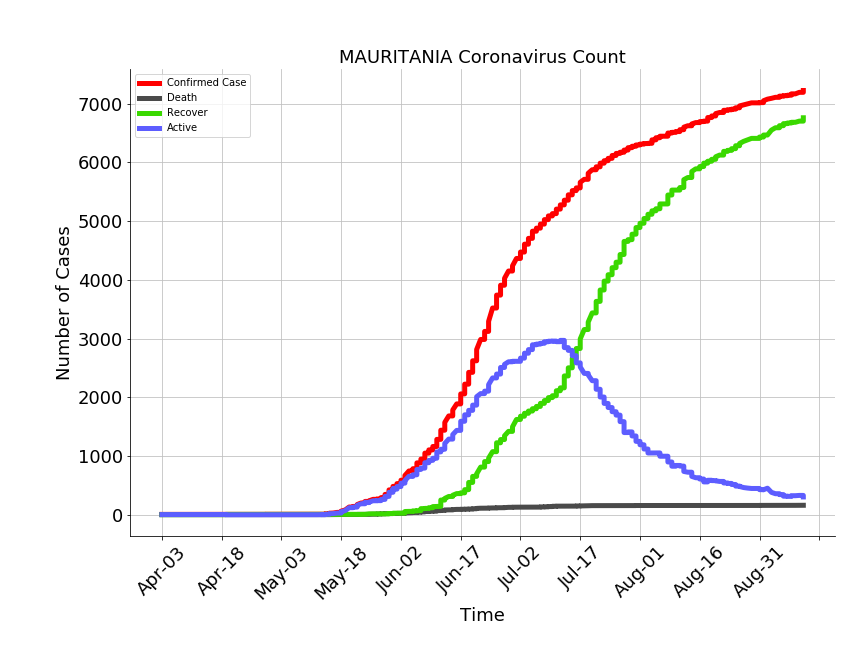 MAURITANIA Coronavirus Count
Confirmed Case
Death
Recover
Active
Number of Cases
7000
6000
5000
4000
3000
2000
1000
0
Apr-03
Apr-18
May-03
May-18
Jun-02
Jun-17
Jul-02
Jul-17
Aug-01
Aug-16
Aug-31
Time